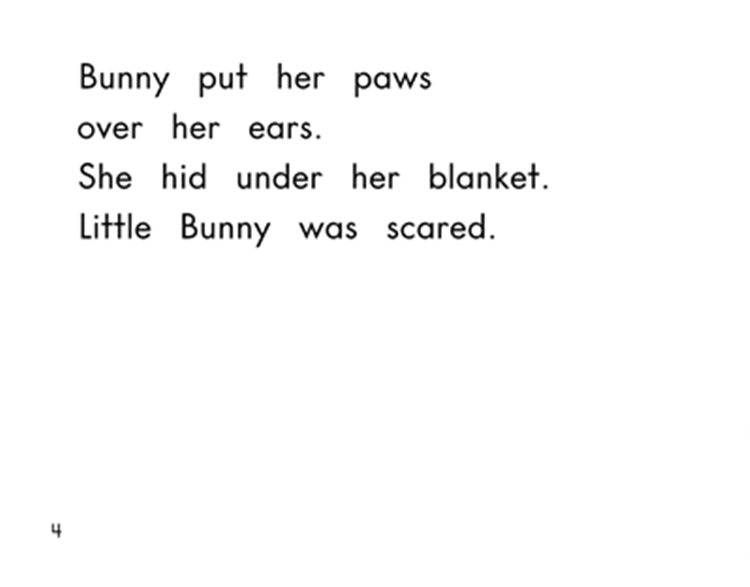 Bunny put her paws
over her ears.
She hid under her blanket.
Little Bunny was scared.
4